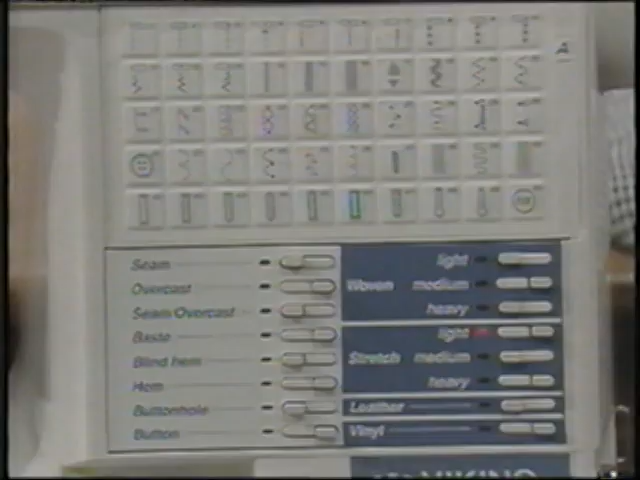 A
Seam
Overcast
Seam Overcast
Baste
Blind hem
Hem
Buttonhole
Button
light
Woven medium
heavy
light
Stretch medium
heavy
Leather
Vinyl
VIKING